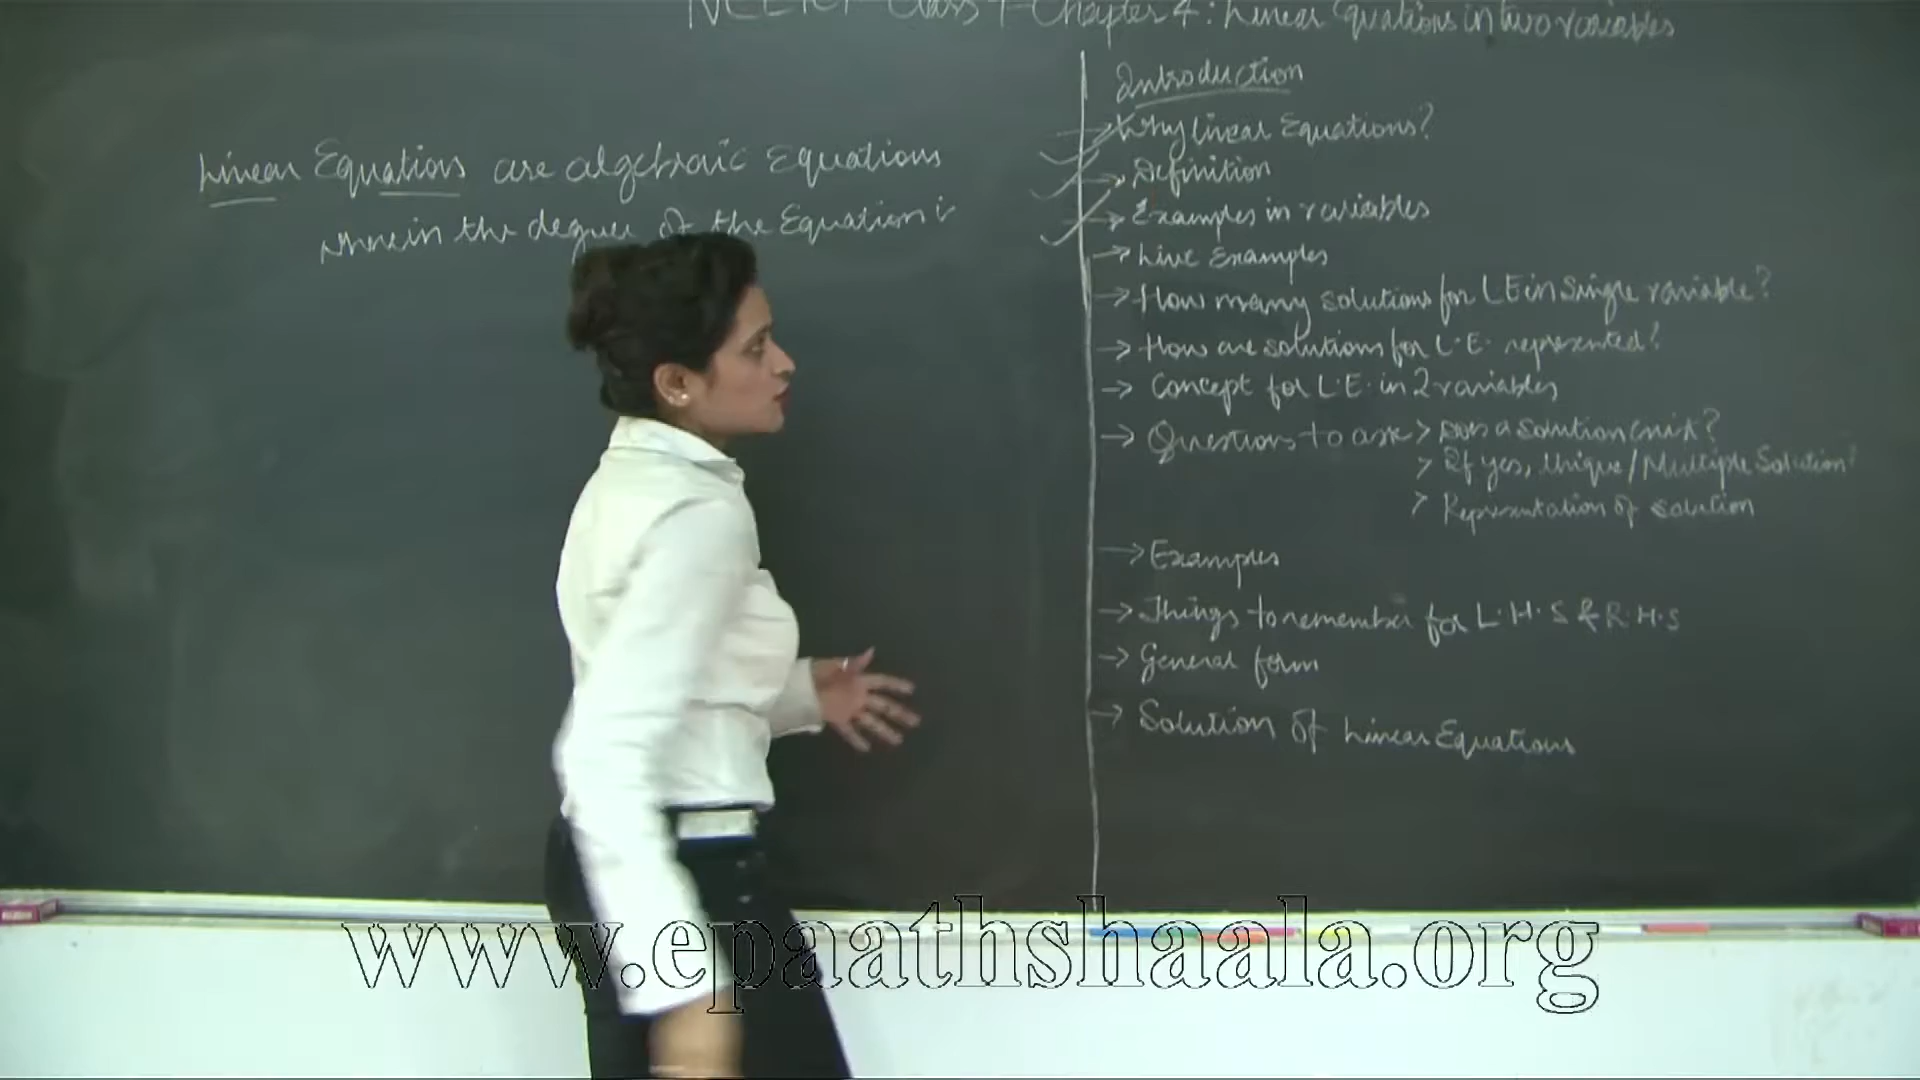 NCERT Class 9 Chapter 4: Linear Equations in two variables
Linear Equations are algebraic Equations
wherein the degree of the Equation i
Introduction
→ Why Linear Equations?
→ Definition
→ Examples in variables
→ Live Examples
→ How many solutions for LE in Single variable?
→ How are solutions for L.E. represented?
→ Concept for L.E. in 2 variables
→ Questions to ask > Does a solution exist?
> If yes, Unique/Multiple Solution?
> Representation of solution
→ Examples
→ Things to remember for L.H.S & R.H.S
→ General form
→ Solution of Linear Equations
www.epaathshaala.org